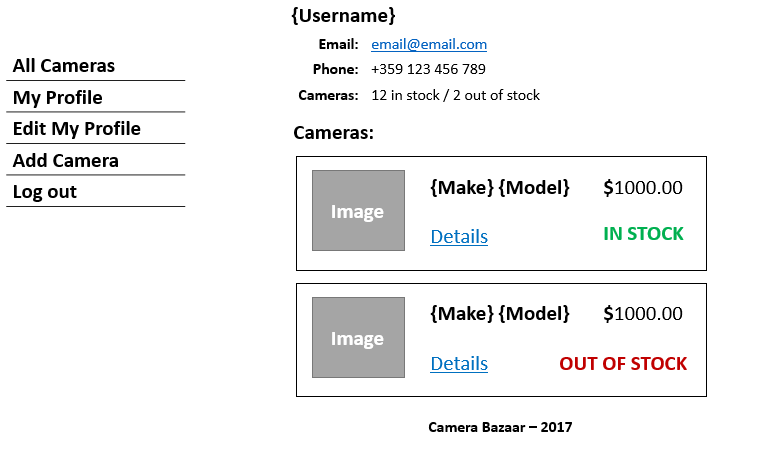 {Username}
Email: email@email.com
Phone: +359 123 456 789
Cameras: 12 in stock / 2 out of stock
All Cameras
My Profile
Edit My Profile
Add Camera
Log out
Cameras:
Image
{Make} {Model} $1000.00
Details IN STOCK
Image
{Make} {Model} $1000.00
Details OUT OF STOCK
Camera Bazaar – 2017